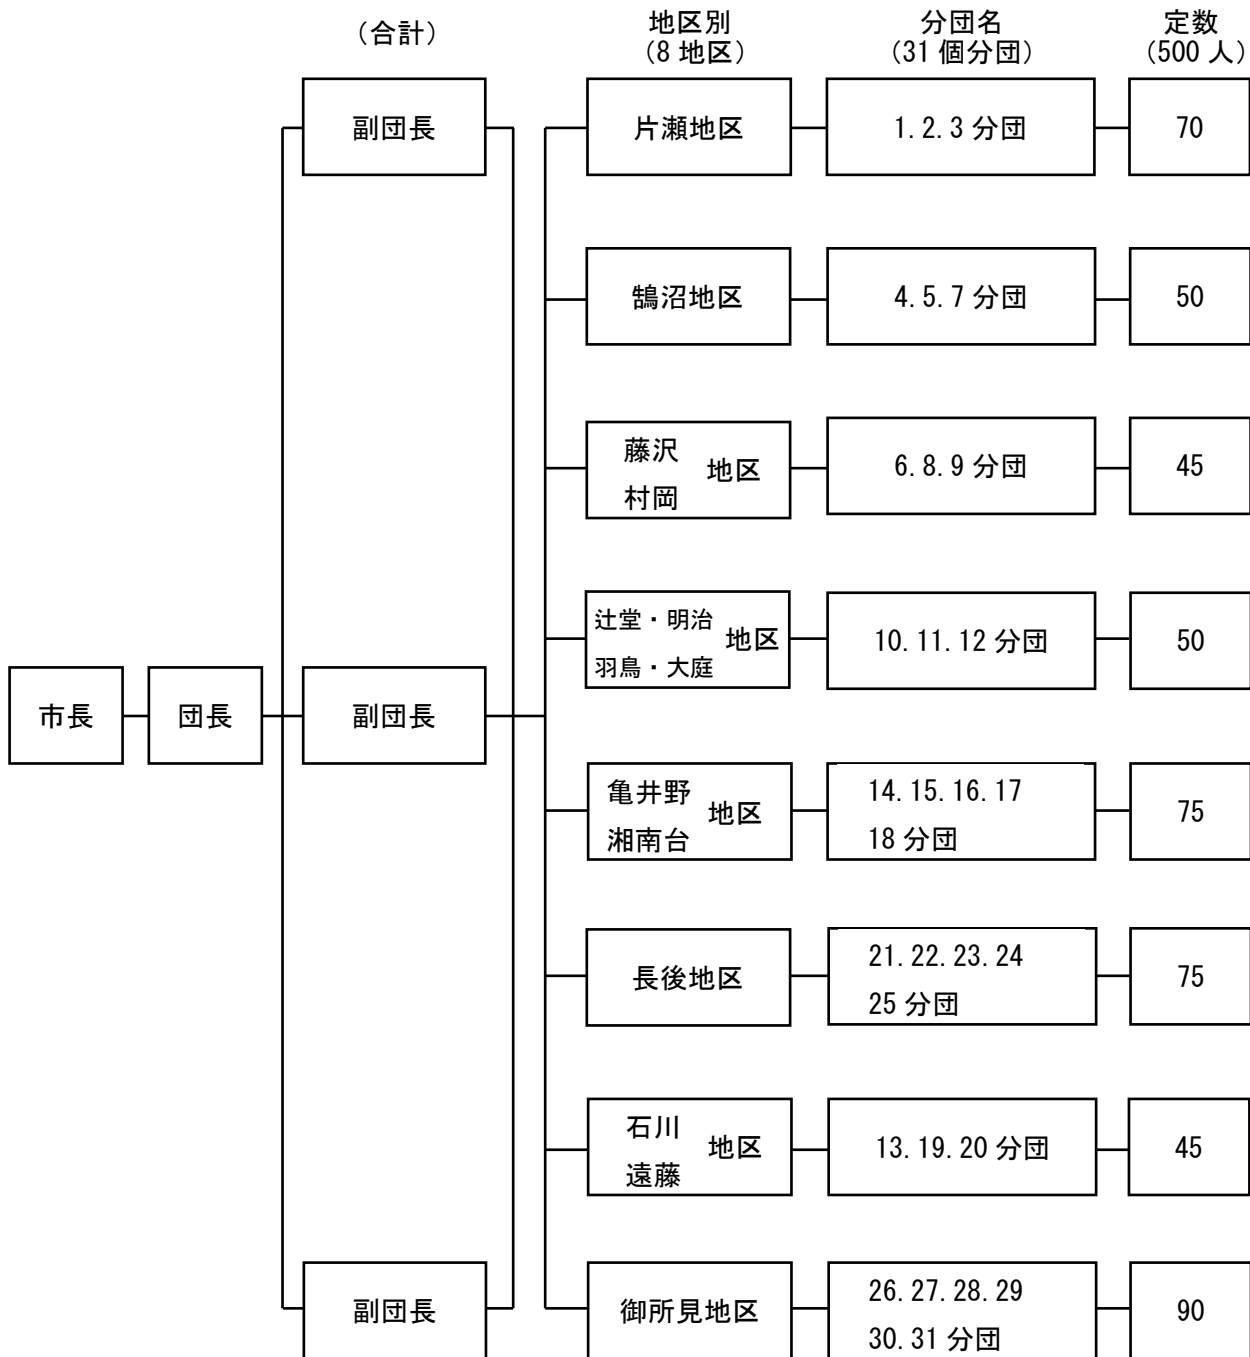 (合計)
地区別
(8 地区)
分団名
(31 個分団)
定数
(500 人)
副団長
片瀬地区
1.2.3 分団
70
鵠沼地区
4.5.7 分団
50
藤沢
村岡
地区
6.8.9 分団
45
辻堂・明治
羽鳥・大庭
地区
10.11.12 分団
50
市長
団長
副団長
亀井野
湘南台
地区
14.15.16.17
18 分団
75
長後地区
21.22.23.24
25 分団
75
石川
遠藤
地区
13.19.20 分団
45
副団長
御所見地区
26.27.28.29
30.31 分団
90